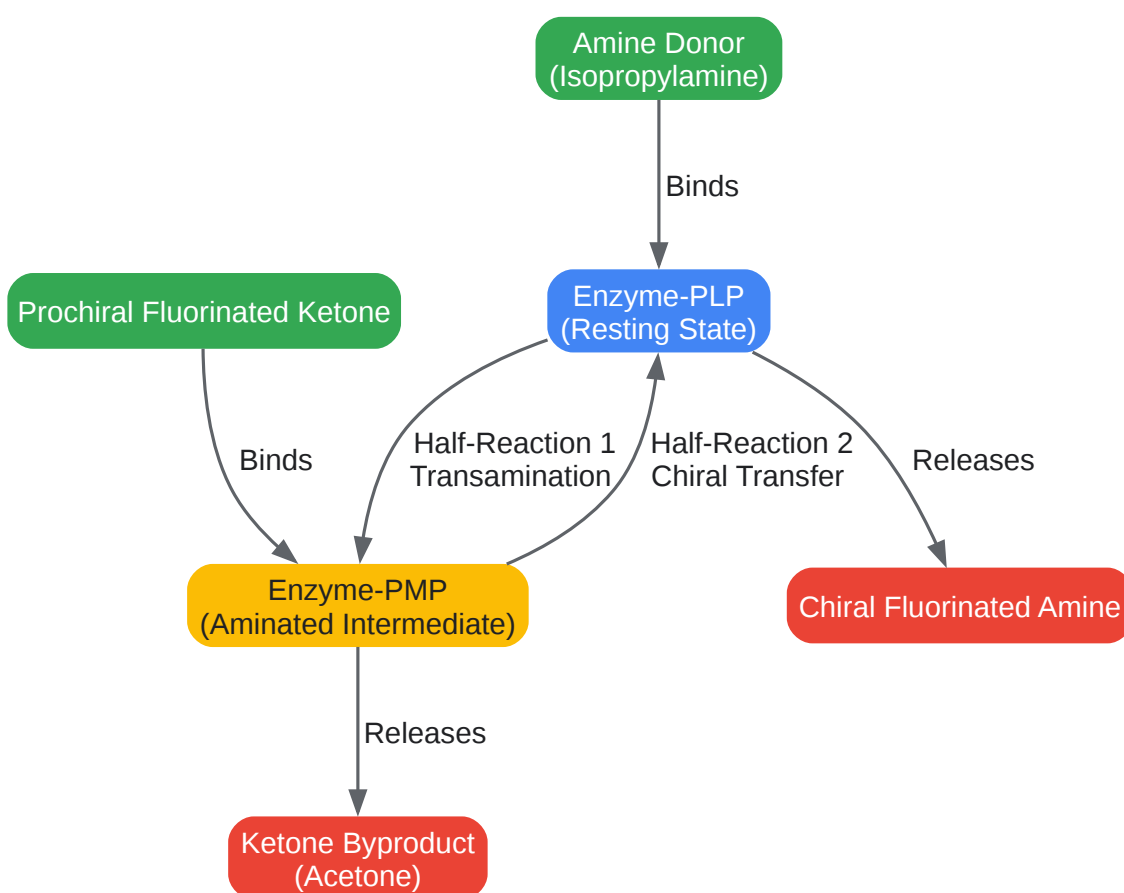 Amine Donor
(Isopropylamine)
Binds
Prochiral Fluorinated Ketone
Enzyme-PLP
(Resting State)
Binds
Half-Reaction 1
Transamination
Half-Reaction 2
Chiral Transfer
Releases
Enzyme-PMP
(Aminated Intermediate)
Chiral Fluorinated Amine
Releases
Ketone Byproduct
(Acetone)